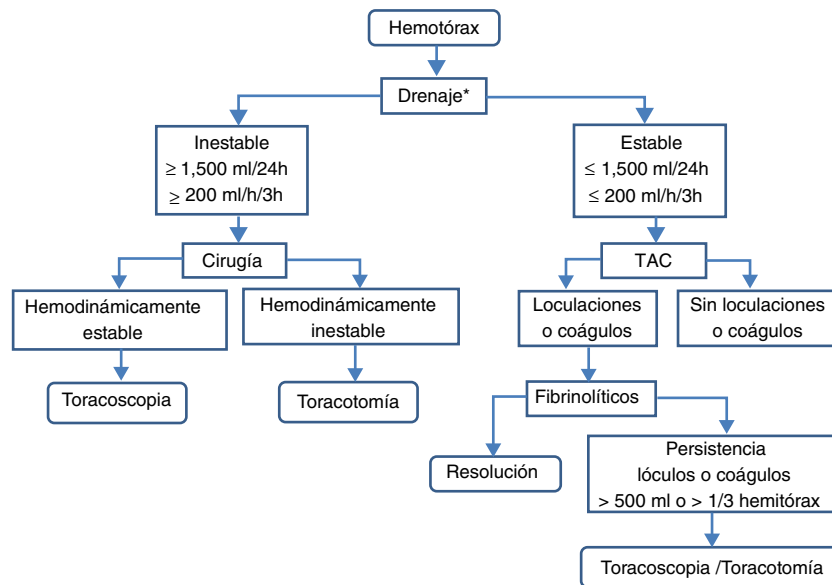 Hemotórax
Drenaje*
Inestable
≥ 1,500 ml/24h
≥ 200 ml/h/3h
Estable
≤ 1,500 ml/24h
≤ 200 ml/h/3h
Cirugía
TAC
Hemodinámicamente
estable
Hemodinámicamente
inestable
Loculaciones
o coágulos
Sin loculaciones
o coágulos
Toracoscopia
Toracotomía
Fibrinolíticos
Resolución
Persistencia
lóculos o coágulos
> 500 ml o > 1/3 hemitórax
Toracoscopia /Toracotomía